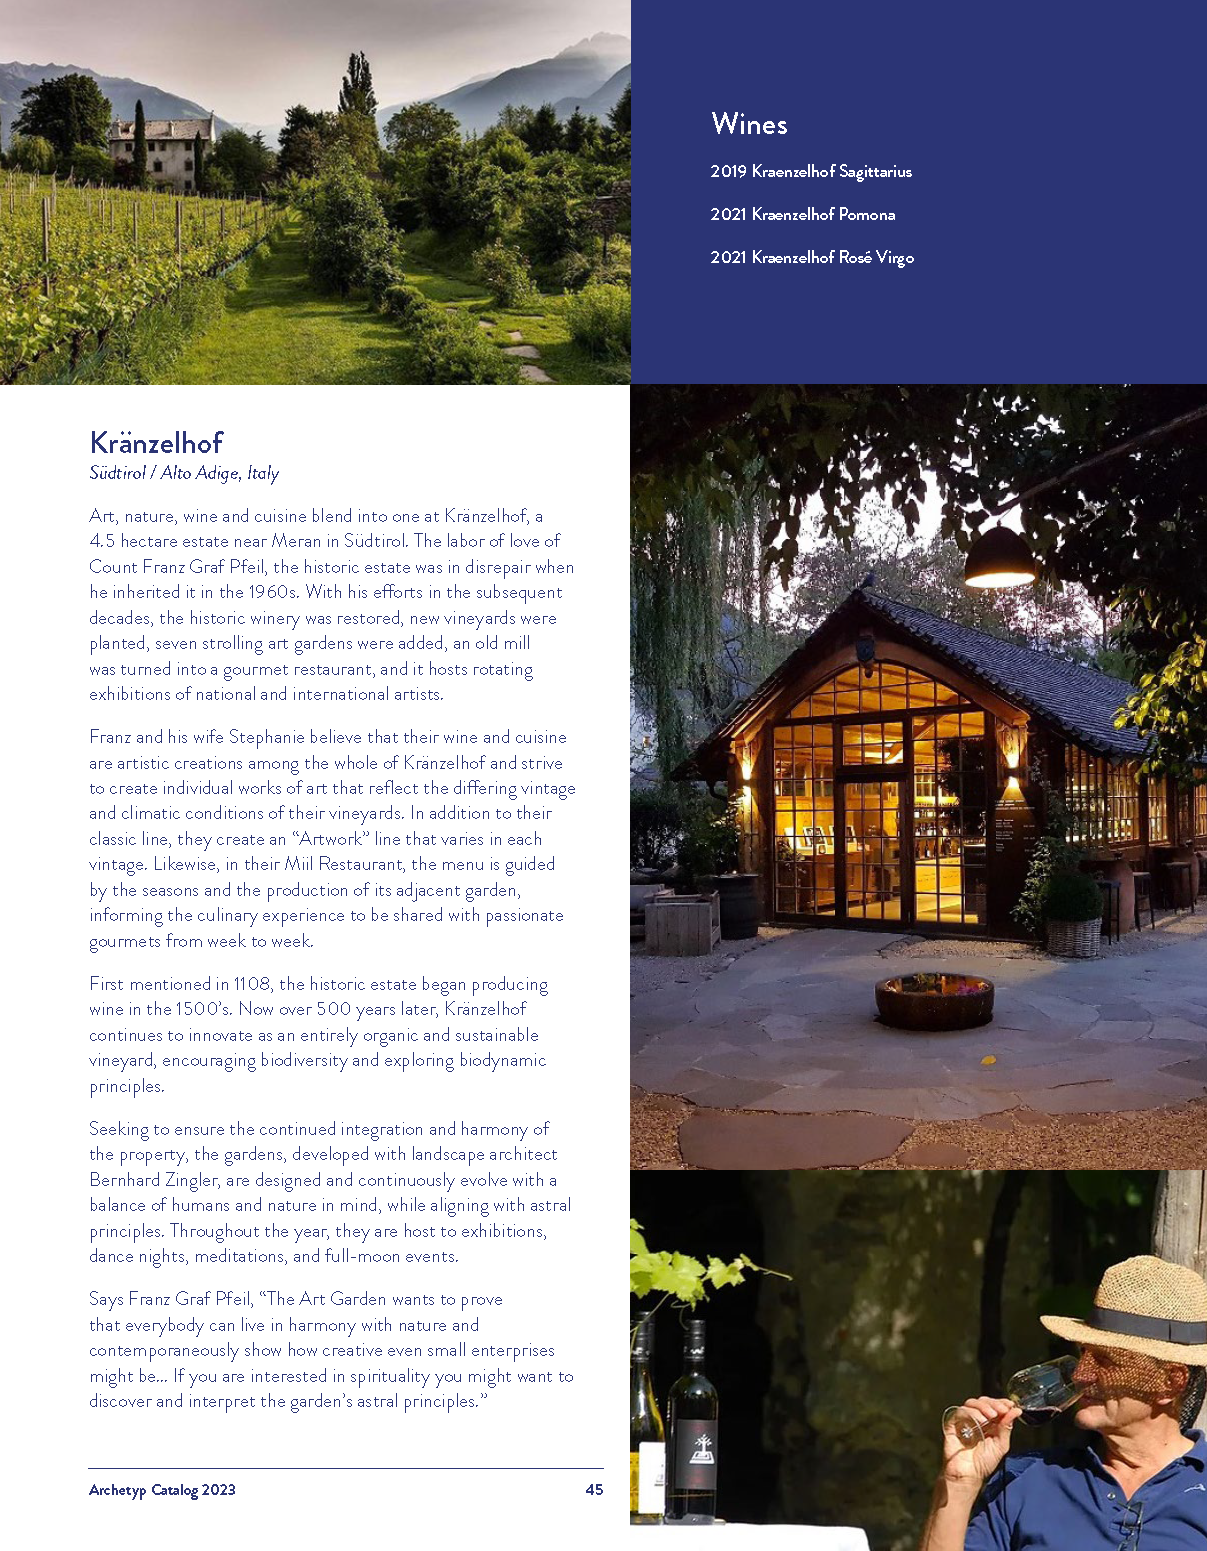 Wines
2019 Kraenzelhof Sagittarius
2021 Kraenzelhof Pomona
2021 Kraenzelhof Rosé Virgo
Kränzelhof
Südtirol / Alto Adige, Italy
Art, nature, wine and cuisine blend into one at Kränzelhof, a
4.5 hectare estate near Meran in Südtirol. The labor of love of
Count Franz Graf Pfeil, the historic estate was in disrepair when
he inherited it in the 1960s. With his efforts in the subsequent
decades, the historic winery was restored, new vineyards were
planted, seven strolling art gardens were added, an old mill
was turned into a gourmet restaurant, and it hosts rotating
exhibitions of national and international artists.
Franz and his wife Stephanie believe that their wine and cuisine
are artistic creations among the whole of Kränzelhof and strive
to create individual works of art that reflect the differing vintage
and climatic conditions of their vineyards. In addition to their
classic line, they create an “Artwork” line that varies in each
vintage. Likewise, in their Miil Restaurant, the menu is guided
by the seasons and the production of its adjacent garden,
informing the culinary experience to be shared with passionate
gourmets from week to week.
First mentioned in 1108, the historic estate began producing
wine in the 1500’s. Now over 500 years later, Kränzelhof
continues to innovate as an entirely organic and sustainable
vineyard, encouraging biodiversity and exploring biodynamic
principles.
Seeking to ensure the continued integration and harmony of
the property, the gardens, developed with landscape architect
Bernhard Zingler, are designed and continuously evolve with a
balance of humans and nature in mind, while aligning with astral
principles. Throughout the year, they are host to exhibitions,
dance nights, meditations, and full-moon events.
Says Franz Graf Pfeil, “The Art Garden wants to prove
that everybody can live in harmony with nature and
contemporaneously show how creative even small enterprises
might be... If you are interested in spirituality you might want to
discover and interpret the garden’s astral principles.”
Archetyp Catalog 2023
45